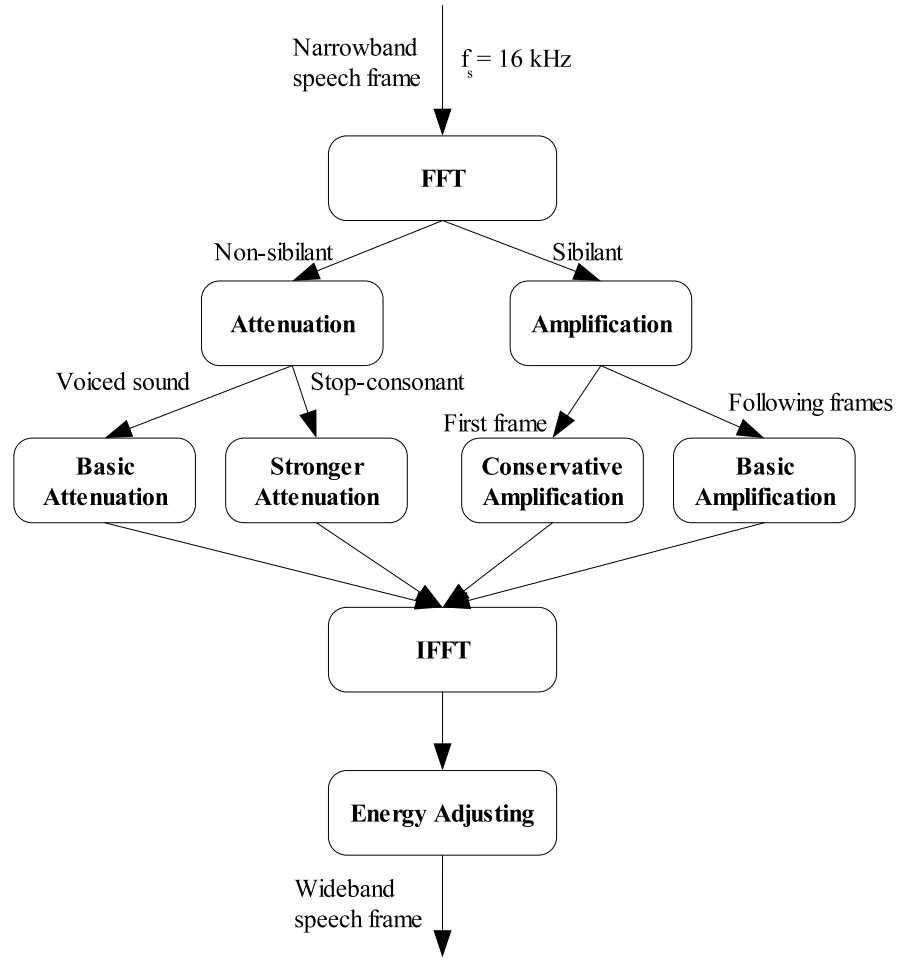 Narrowband
speech frame
fs = 16 kHz
FFT
Non-sibilant
Sibilant
Attenuation
Amplification
Voiced sound
Stop-consonant
First frame
Following frames
Basic
Attenuation
Stronger
Attenuation
Conservative
Amplification
Basic
Amplification
IFFT
Energy Adjusting
Wideband
speech frame